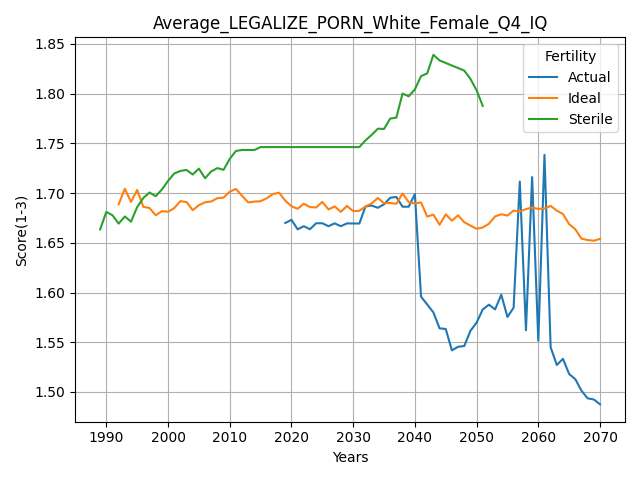 Average_LEGALIZE_PORN_White_Female_Q4_IQ
Score(1-3)
1.85
1.80
1.75
1.70
1.65
1.60
1.55
1.50
Fertility
Actual
Ideal
Sterile
1990 2000 2010 2020 2030 2040 2050 2060 2070
Years